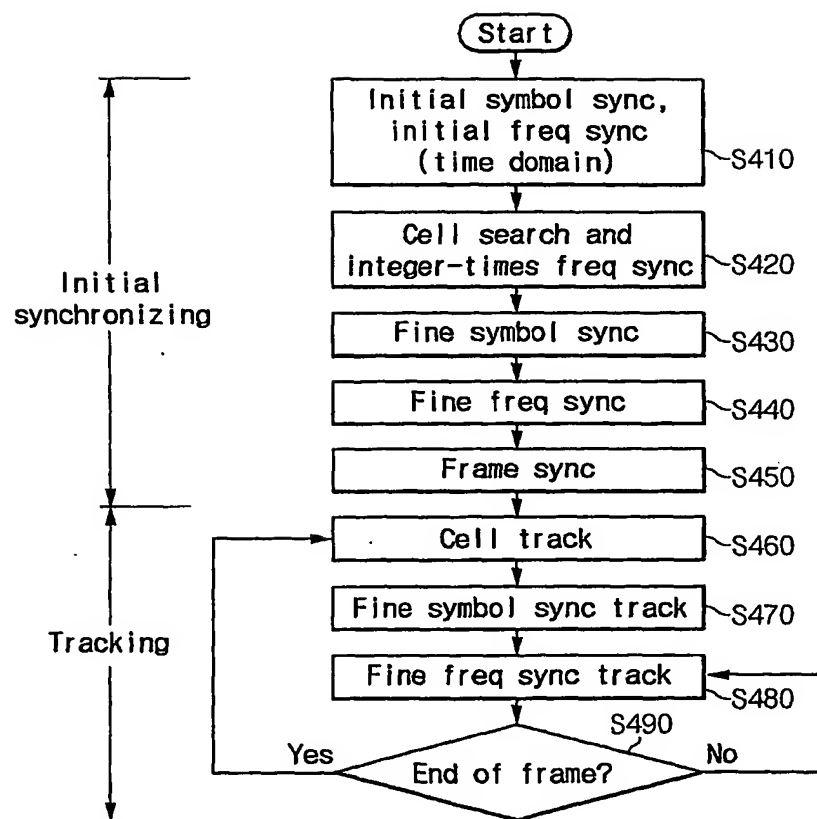 Start
Initial symbol sync,
initial freq sync
(time domain)
S410
Cell search and
integer-times freq sync
S420
Initial
synchronizing
Fine symbol sync
S430
Fine freq sync
S440
Frame sync
S450
Cell track
S460
Fine symbol sync track
S470
Tracking
Fine freq sync track
S480
S490
Yes
End of frame?
No